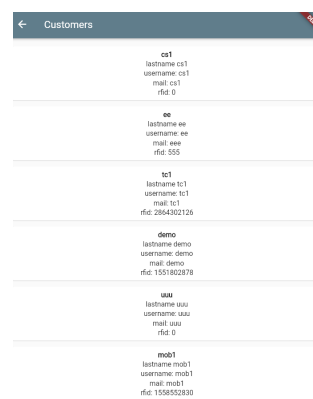 Customers
cs1
lastname cs1
username: cs1
mail: cs1
rfid: 0
ee
lastname ee
username: ee
mail: eee
rfid: 555
tc1
lastname tc1
username: tc1
mail: tc1
rfid: 2864302126
demo
lastname demo
username: demo
mail: demo
rfid: 1551802878
uuu
lastname uuu
username: uuu
mail: uuu
rfid: 0
mob1
lastname mob1
username: mob1
mail: mob1
rfid: 1558552830